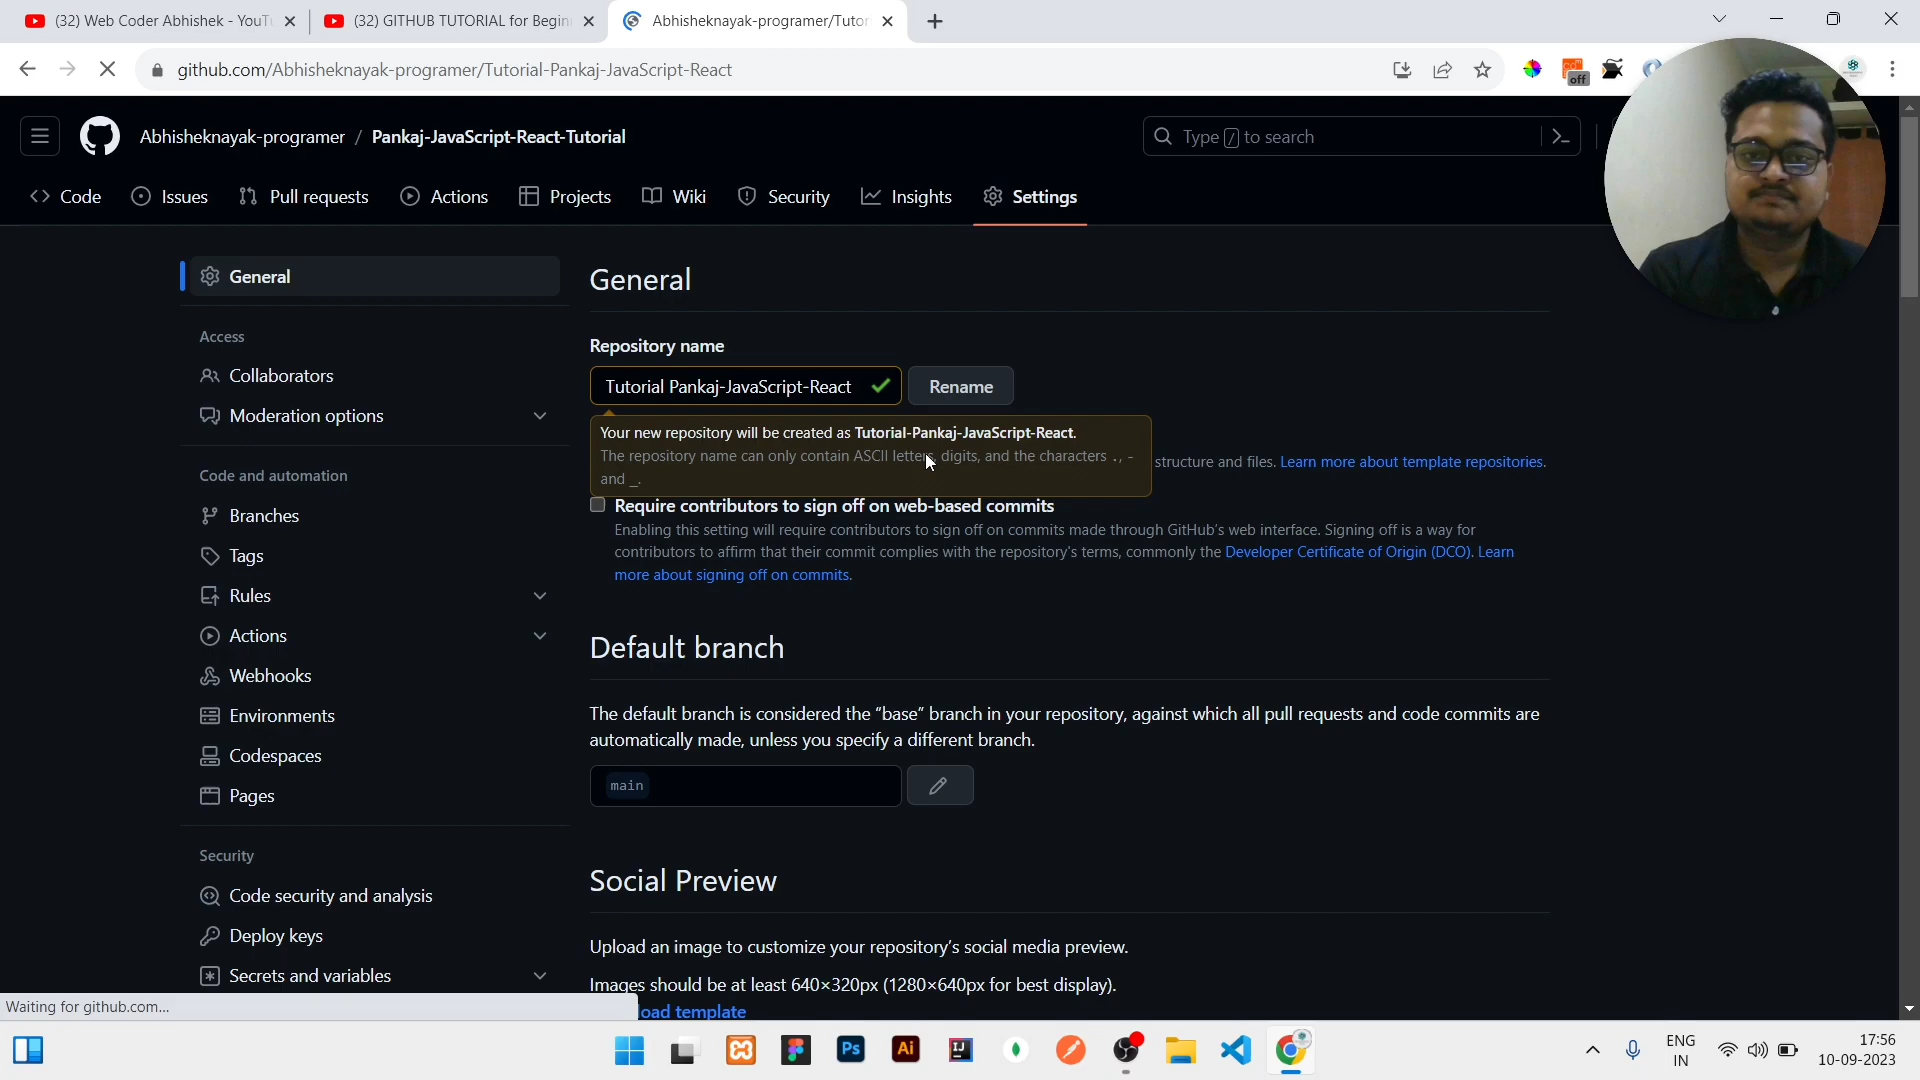 (32) Web Coder Abhishek - YouT
(32) GITHUB TUTORIAL for Begin
Abhisheknayak-programer/Tutor
github.com/Abhisheknayak-programer/Tutorial-Pankaj-JavaScript-React
off
Abhisheknayak-programer / Pankaj-JavaScript-React-Tutorial
Type / to search
Code
Issues
Pull requests
Actions
Projects
Wiki
Security
Insights
Settings
General
Access
Collaborators
Moderation options
Code and automation
Branches
Tags
Rules
Actions
Webhooks
Environments
Codespaces
Pages
Security
Code security and analysis
Deploy keys
Secrets and variables
General
Repository name
Tutorial Pankaj-JavaScript-React
Rename
Your new repository will be created as Tutorial-Pankaj-JavaScript-React.
The repository name can only contain ASCII letters, digits, and the characters ., -
and _.
structure and files. Learn more about template repositories.
Require contributors to sign off on web-based commits
Enabling this setting will require contributors to sign off on commits made through GitHub's web interface. Signing off is a way for
contributors to affirm that their commit complies with the repository's terms, commonly the Developer Certificate of Origin (DCO). Learn
more about signing off on commits.
Default branch
The default branch is considered the “base” branch in your repository, against which all pull requests and code commits are
automatically made, unless you specify a different branch.
main
Social Preview
Upload an image to customize your repository's social media preview.
Images should be at least 640×320px (1280×640px for best display).
load template
Waiting for github.com...
Ps
Ai
IJ
ENG
IN
17:56
10-09-2023